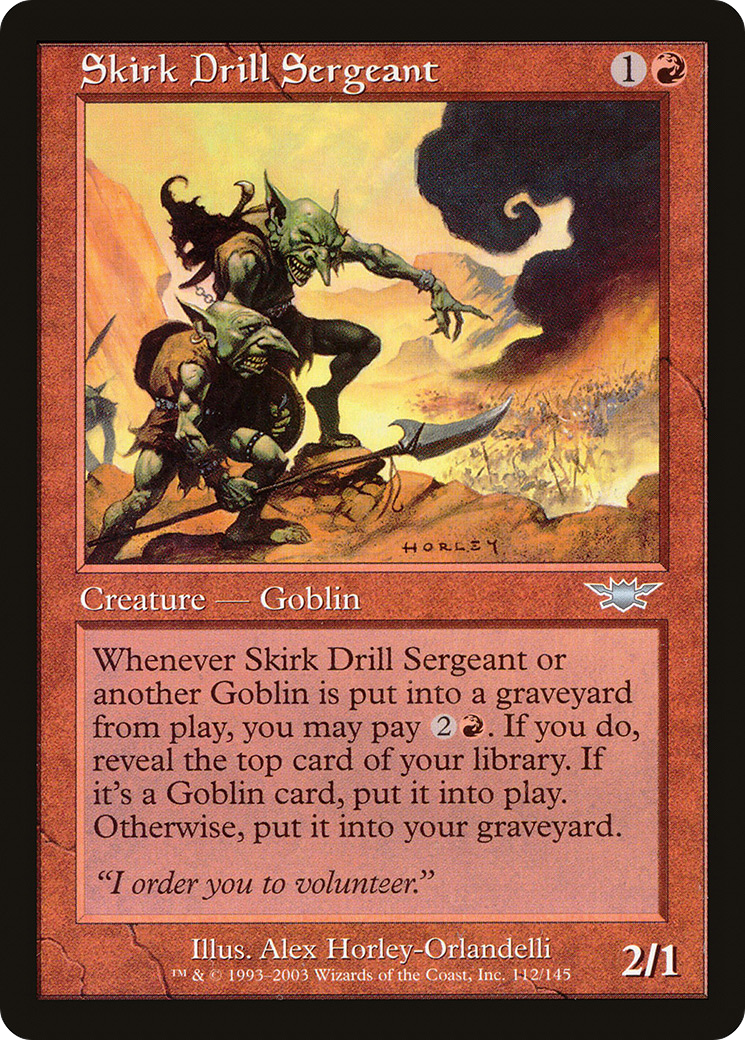 Skirk Drill Sergeant 1
HORLEY
Creature — Goblin
Whenever Skirk Drill Sergeant or
another Goblin is put into a graveyard
from play, you may pay 2. If you do,
reveal the top card of your library. If
it's a Goblin card, put it into play.
Otherwise, put it into your graveyard.
“I order you to volunteer.”
Illus. Alex Horley-Orlandelli
™ & © 1993–2003 Wizards of the Coast, Inc. 112/145
2/1